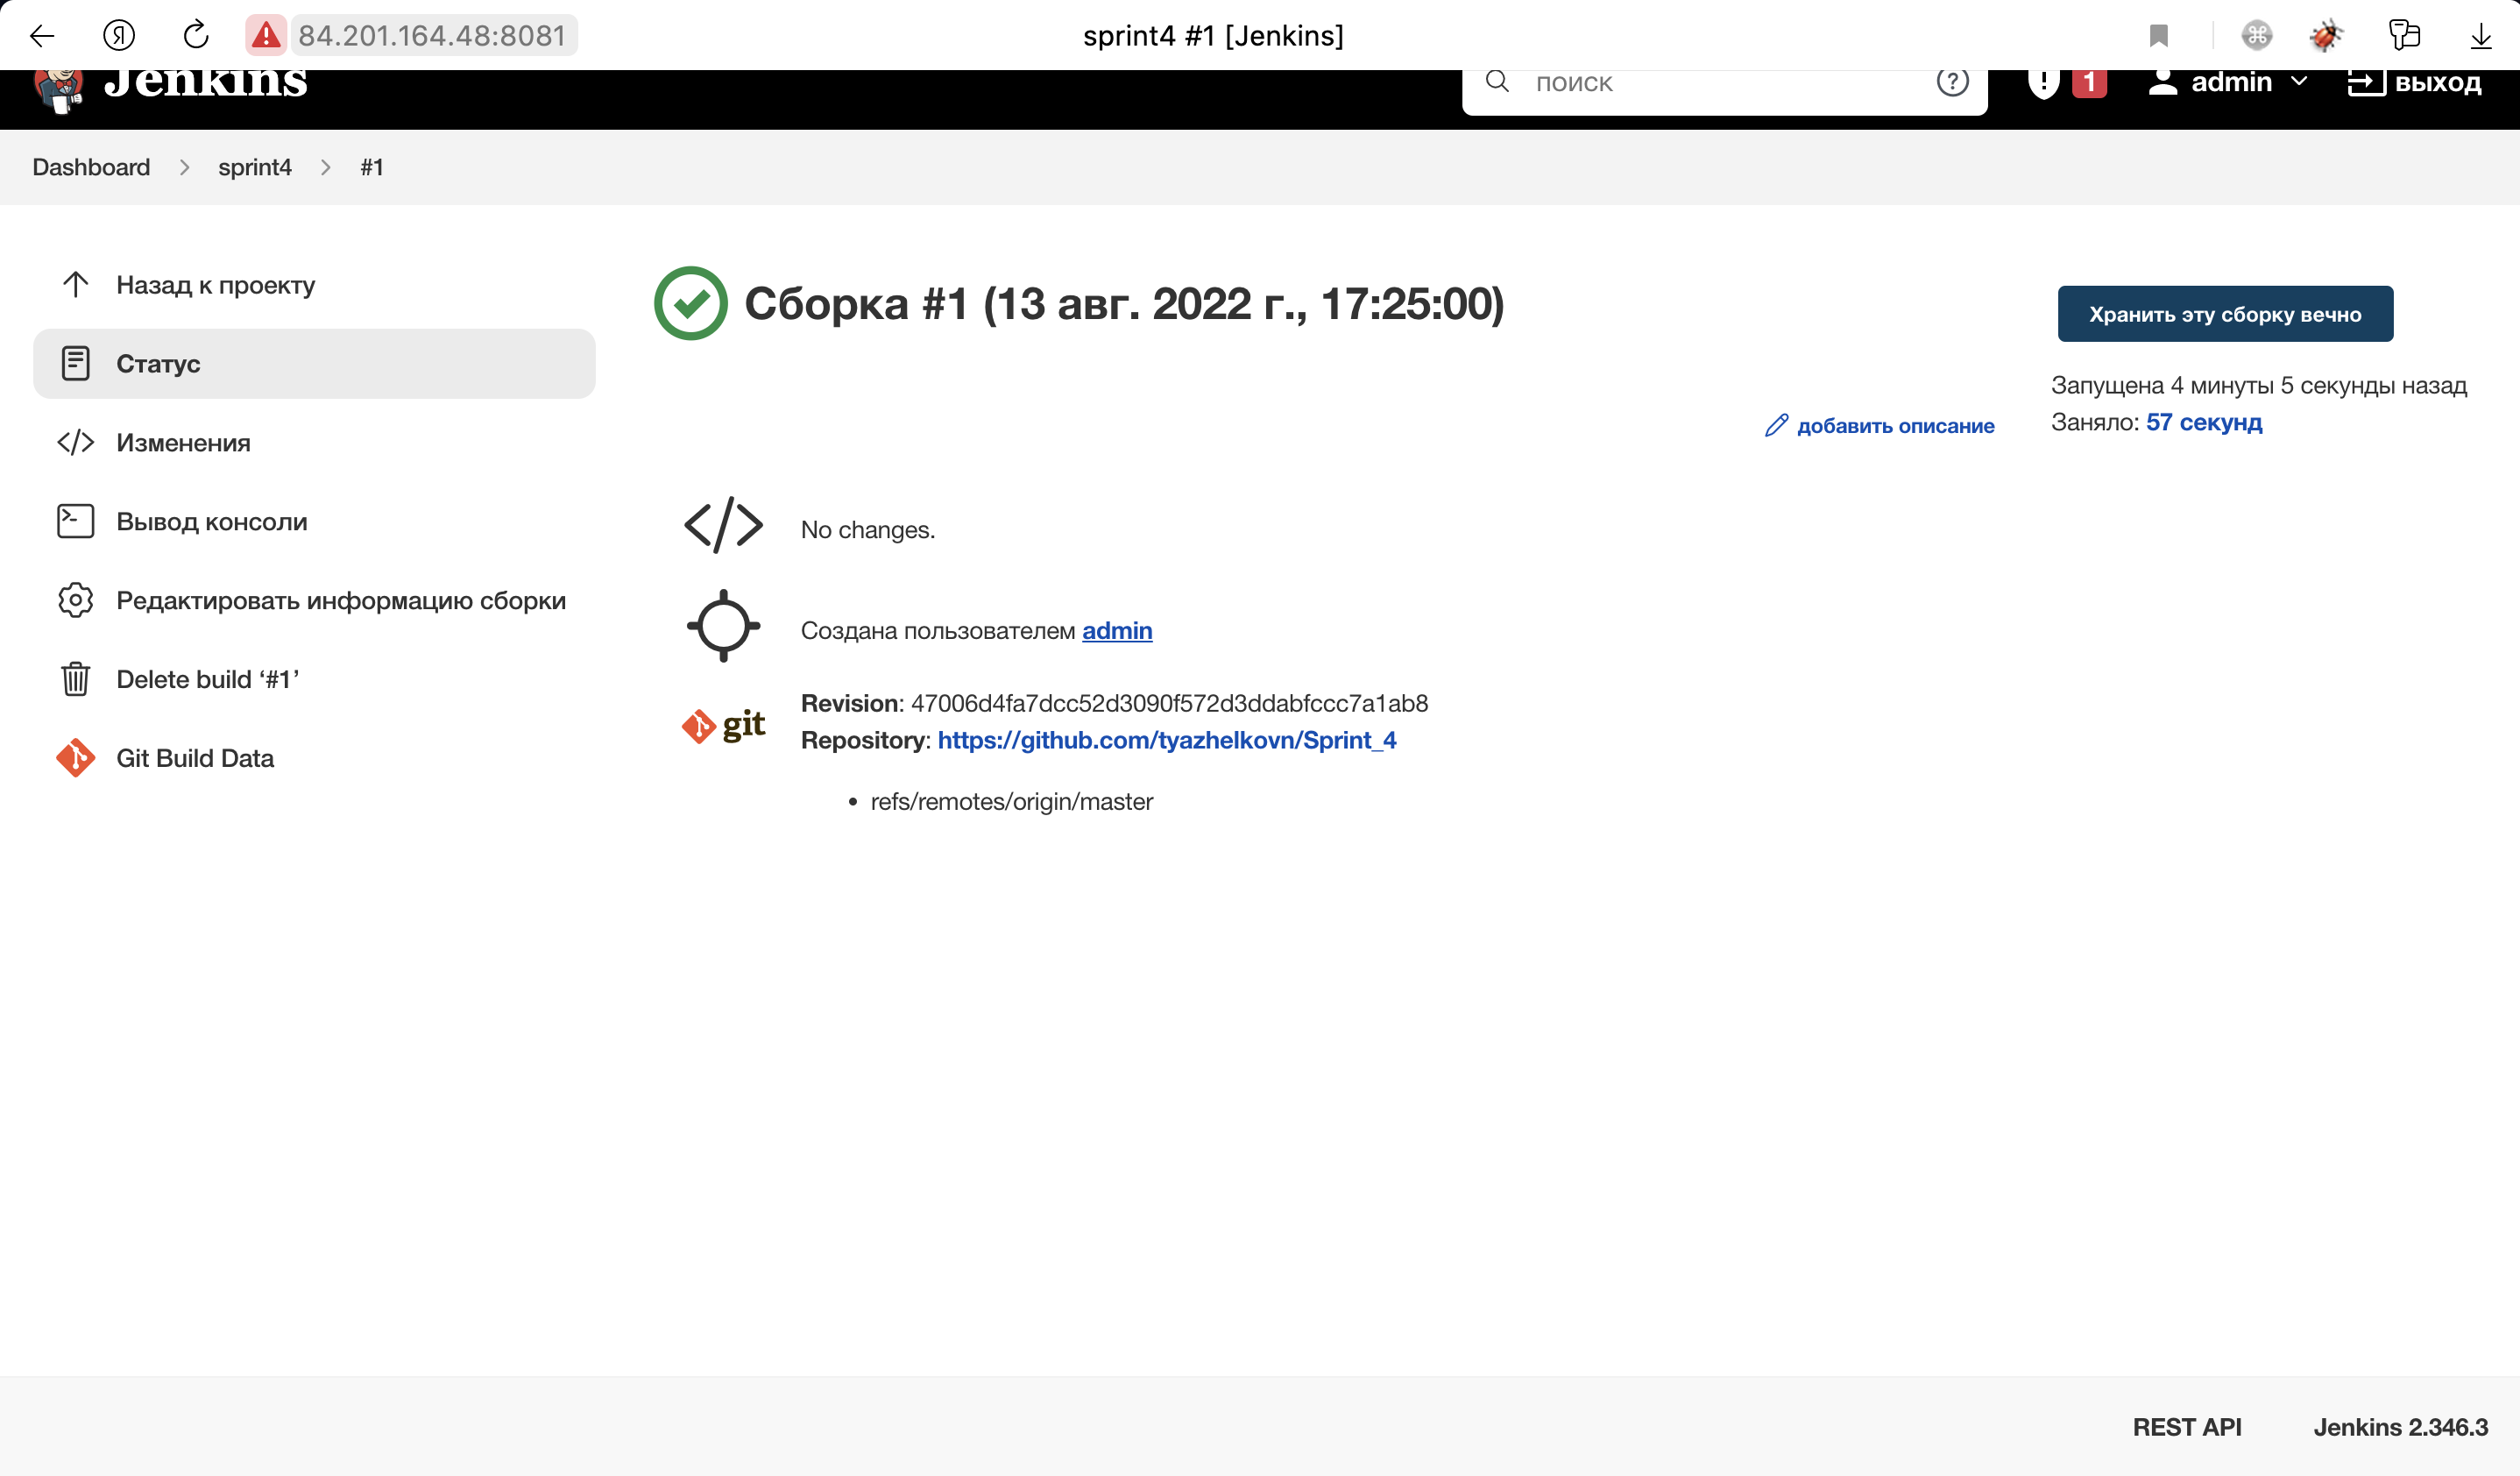 84.201.164.48:8081
sprint4 #1 [Jenkins]
Jenkins
поиск
1
admin
выход
Dashboard
sprint4
#1
Назад к проекту
Статус
Изменения
Вывод консоли
Редактировать информацию сборки
Delete build ‘#1’
Git Build Data
Сборка #1 (13 авг. 2022 г., 17:25:00)
Хранить эту сборку вечно
Запущена 4 минуты 5 секунды назад
Заняло: 57 секунд
добавить описание
No changes.
Создана пользователем admin
git
Revision: 47006d4fa7dcc52d3090f572d3ddabfccc7a1ab8
Repository: https://github.com/tyazhelkovn/Sprint_4
• refs/remotes/origin/master
REST API
Jenkins 2.346.3